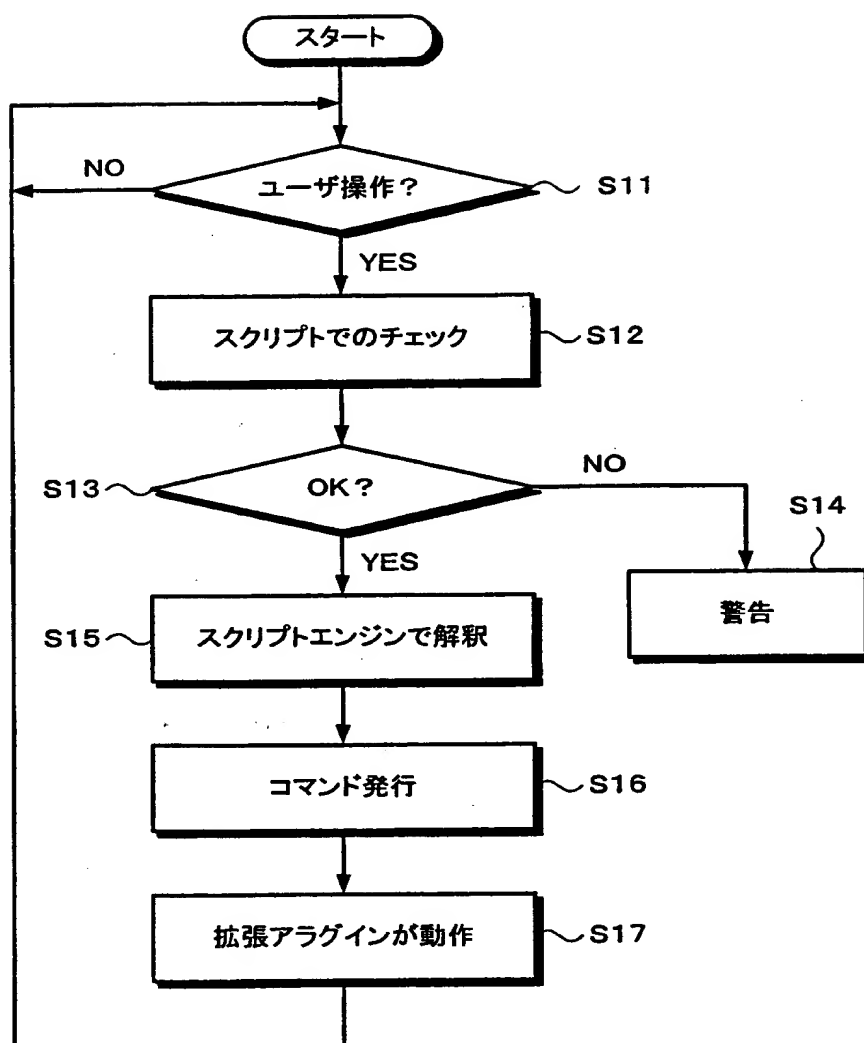 スタート
NO
ユーザ操作?
S11
YES
スクリプトでのチェック
S12
S13
OK?
NO
S14
YES
警告
S15
スクリプトエンジンで解釈
コマンド発行
S16
拡張アラグインが動作
S17